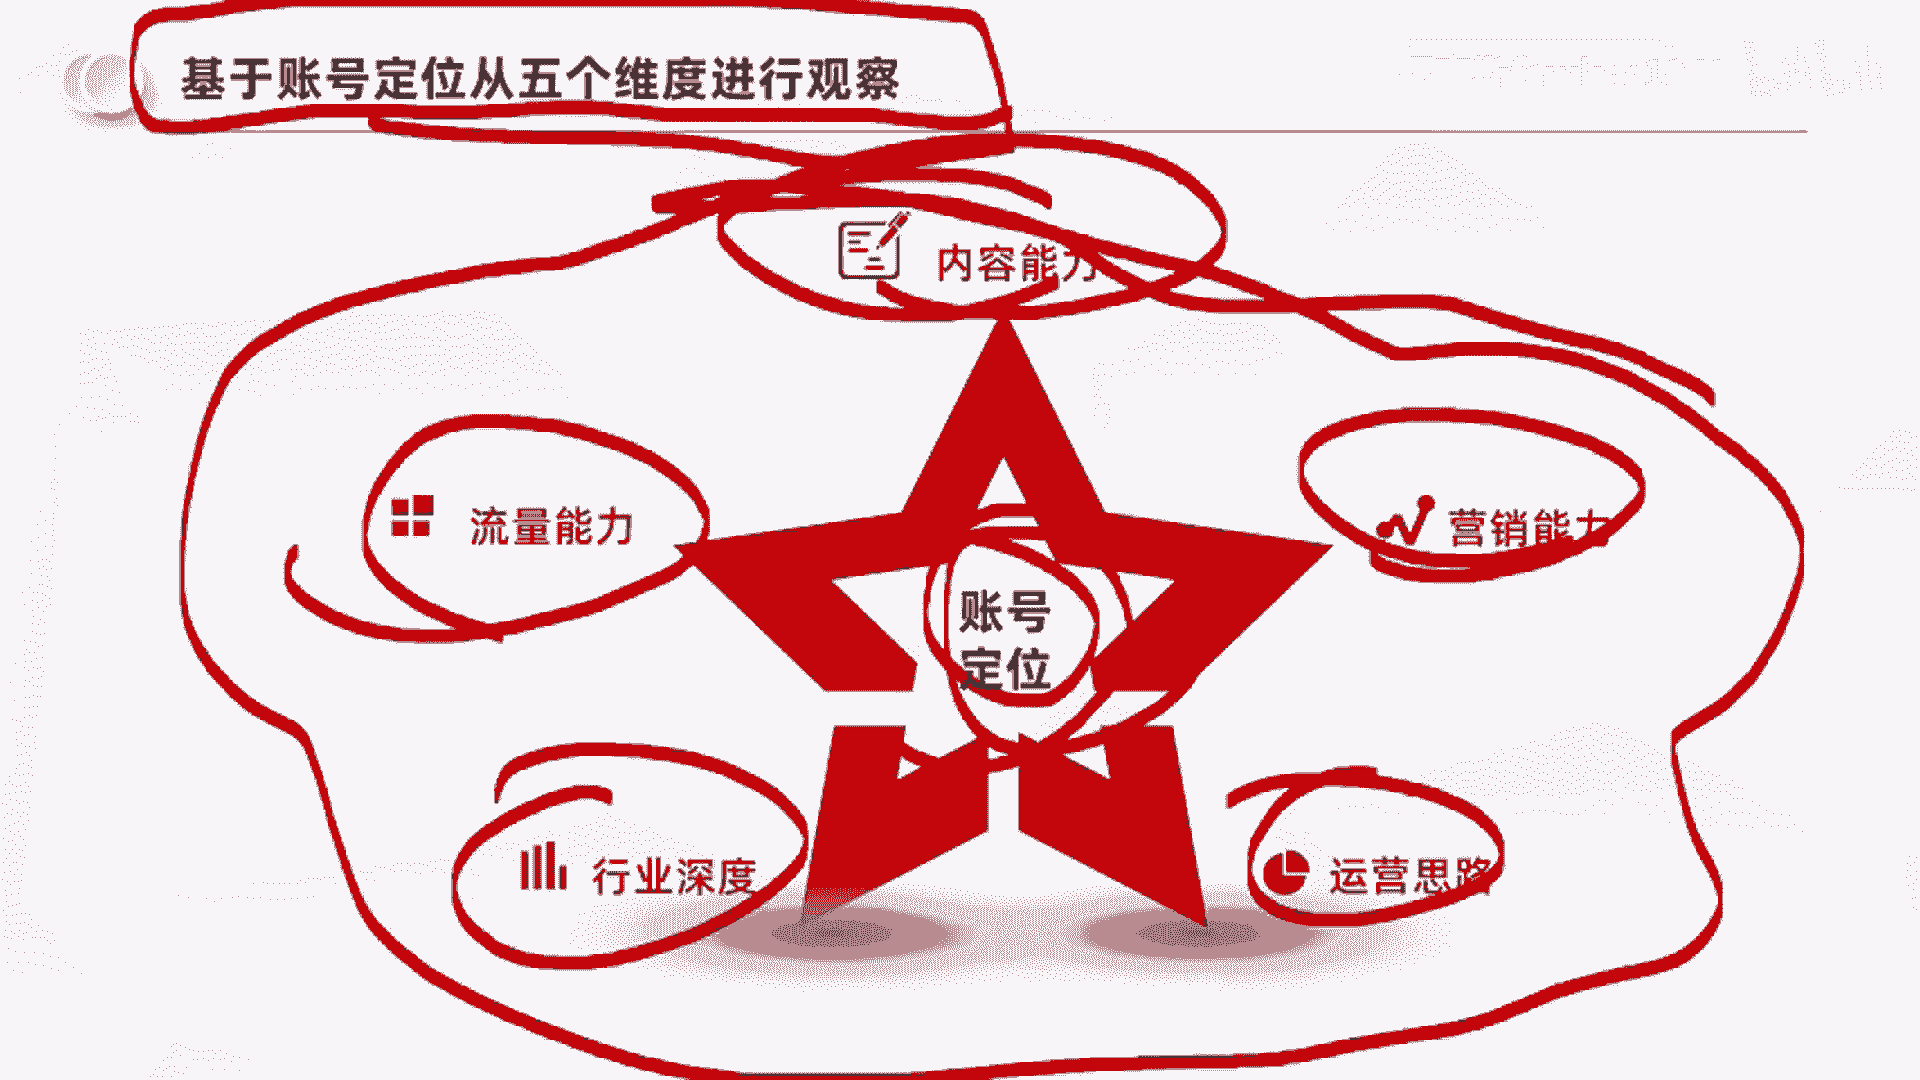 基于账号定位从五个维度进行观察
内容能力
流量能力
营销能力
账号
定位
行业深度
运营思路